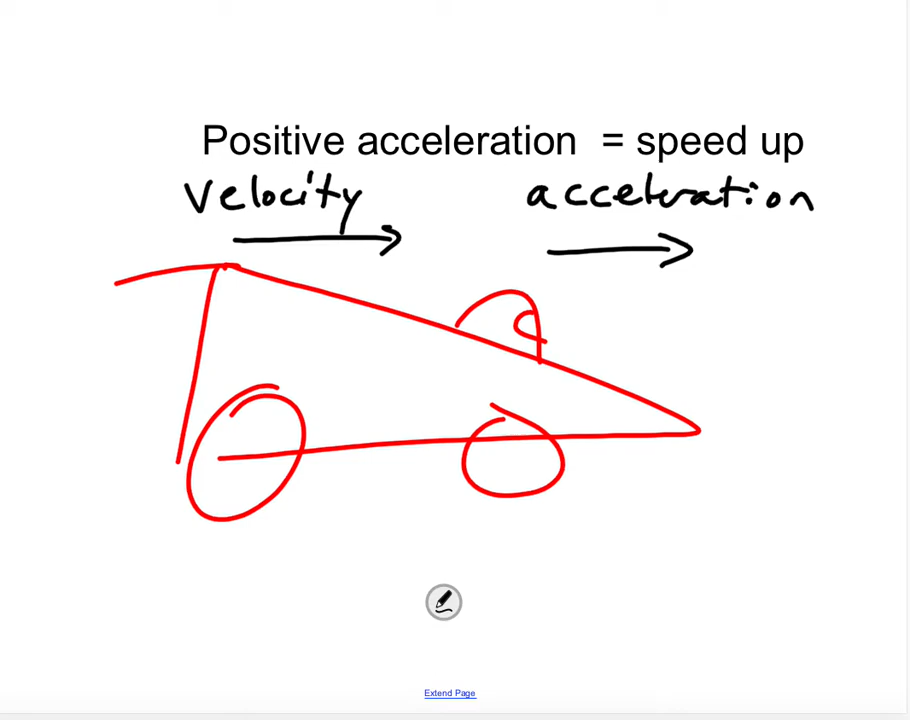 Positive acceleration = speed up
velocity acceleration
Extend Page